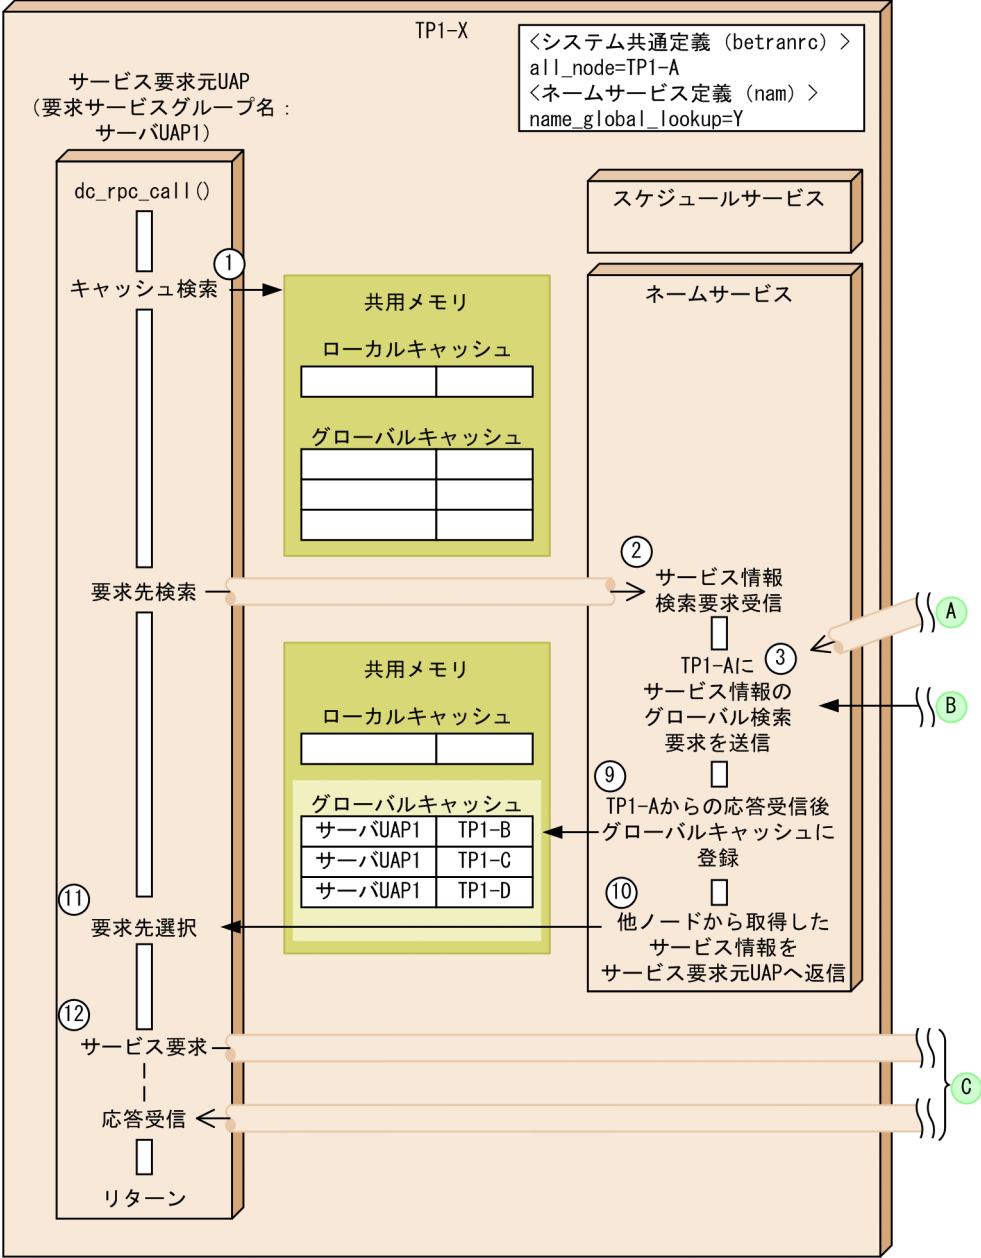 TP1-X
<システム共通定義（betranrc）>
all_node=TP1-A
<ネームサービス定義（nam）>
name_global_lookup=Y
サービス要求元UAP
（要求サービスグループ名：
サーバUAP1）
dc_rpc_call()
スケジュールサービス
①
キャッシュ検索
ネームサービス
共用メモリ
ローカルキャッシュ
グローバルキャッシュ
②
要求先検索
サービス情報
検索要求受信
A
③
TP1-Aに
サービス情報の
グローバル検索
要求を送信
B
共用メモリ
ローカルキャッシュ
⑨
TP1-Aからの応答受信後
グローバルキャッシュに
登録
グローバルキャッシュ
サーバUAP1 TP1-B
サーバUAP1 TP1-C
サーバUAP1 TP1-D
⑩
他ノードから取得した
サービス情報を
サービス要求元UAPへ返信
⑪
要求先選択
⑫
サービス要求
C
応答受信
リターン